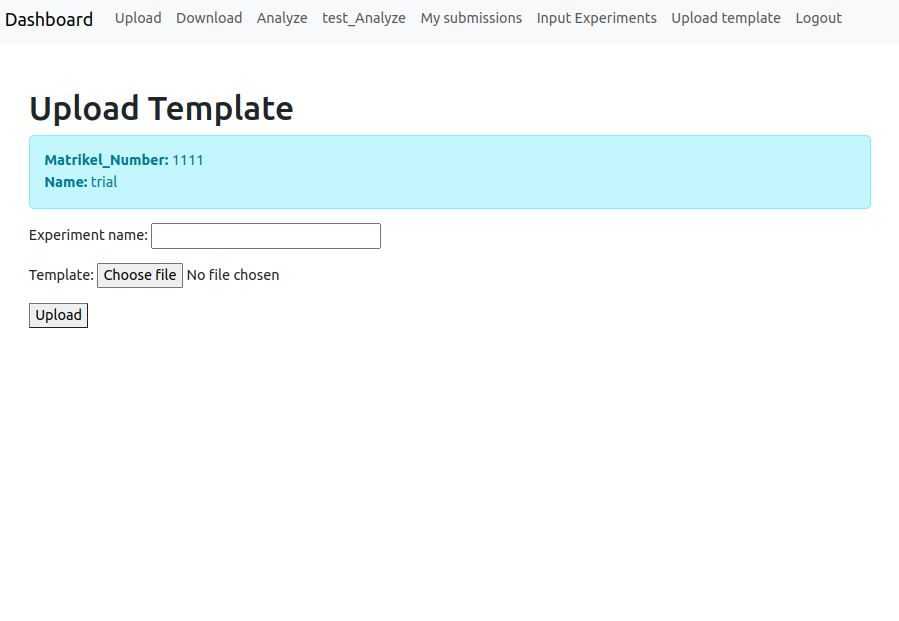 Dashboard Upload Download Analyze test_Analyze My submissions Input Experiments Upload template Logout
Upload Template
Matrikel_Number: 1111
Name: trial
Experiment name:
Template: Choose file No file chosen
Upload